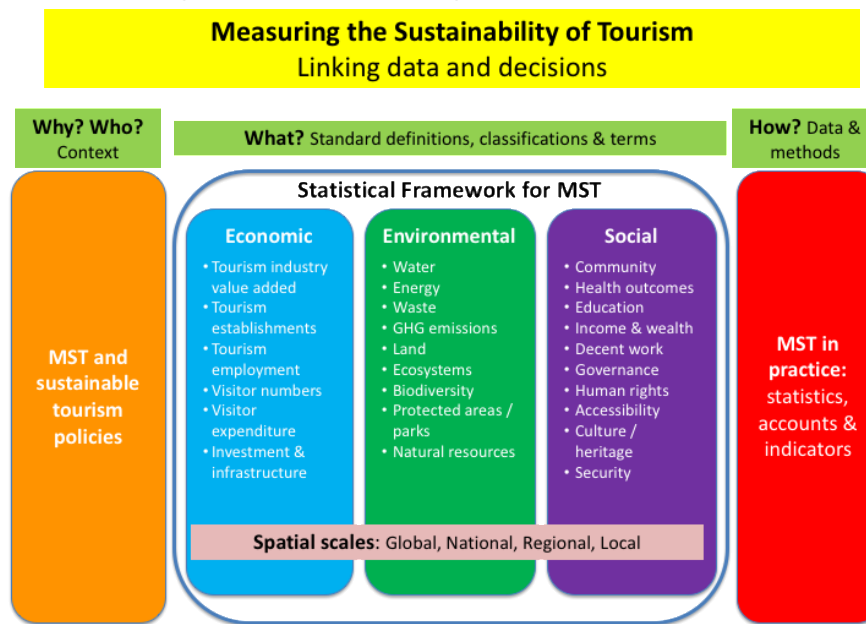 Measuring the Sustainability of Tourism
Linking data and decisions
Why? Who?
Context
What? Standard definitions, classifications & terms
How? Data &
methods
MST and
sustainable
tourism
policies
Statistical Framework for MST
Economic
• Tourism industry
value added
• Tourism
establishments
• Tourism
employment
• Visitor numbers
• Visitor
expenditure
• Investment &
infrastructure
Environmental
• Water
• Energy
• Waste
• GHG emissions
• Land
• Ecosystems
• Biodiversity
• Protected areas /
parks
• Natural resources
Social
• Community
• Health outcomes
• Education
• Income & wealth
• Decent work
• Governance
• Human rights
• Accessibility
• Culture /
heritage
• Security
Spatial scales: Global, National, Regional, Local
MST in
practice:
statistics,
accounts &
indicators